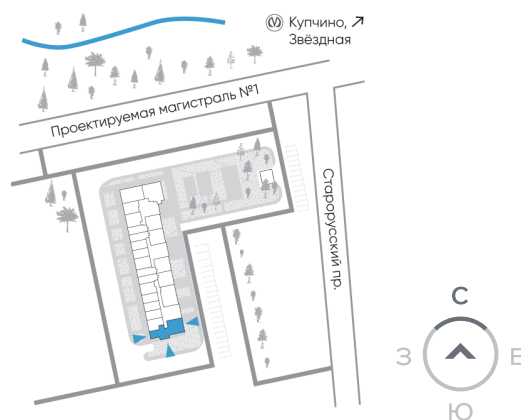 Купчино,
Звёздная
Проектируемая магистраль №1
Старорусский пр.
С
З
В
Ю